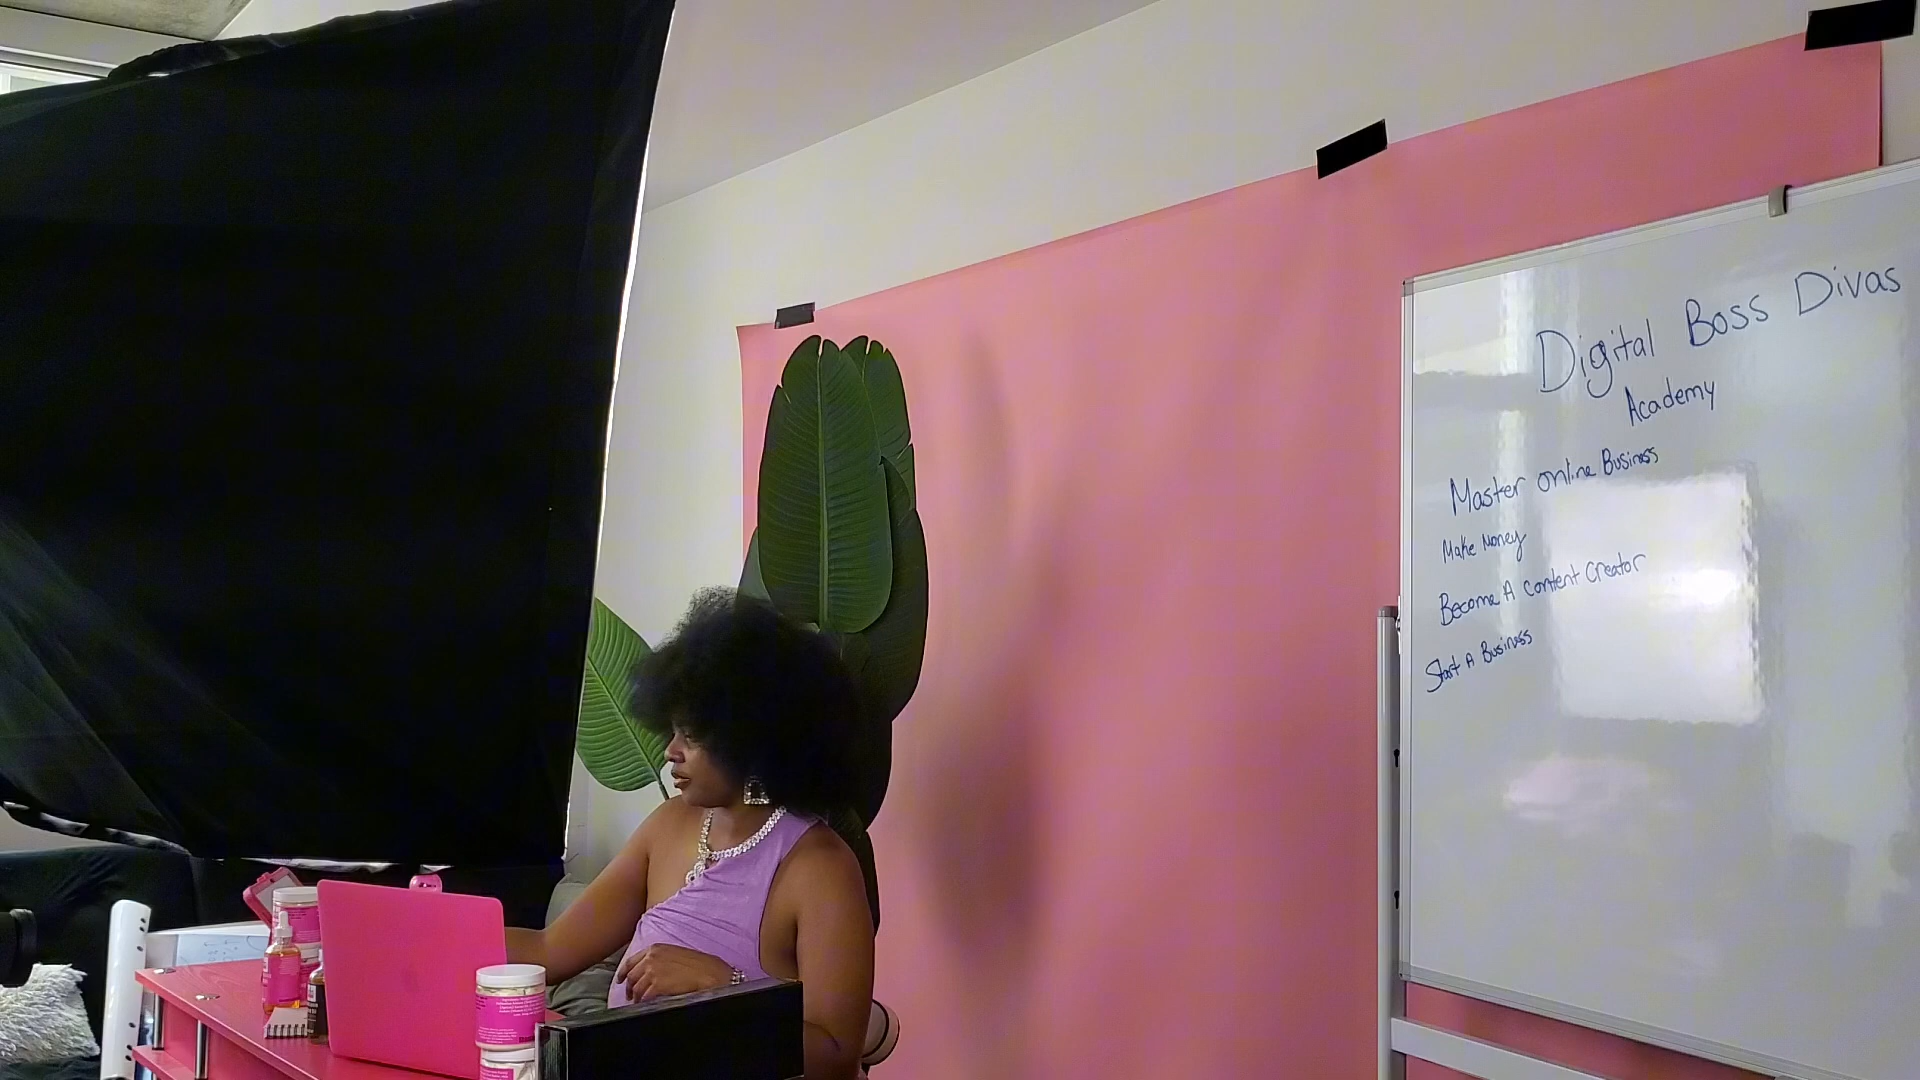 Digital Boss Divas
Academy
Master online Business
Make Money
Become A Content Creator
Start A Business